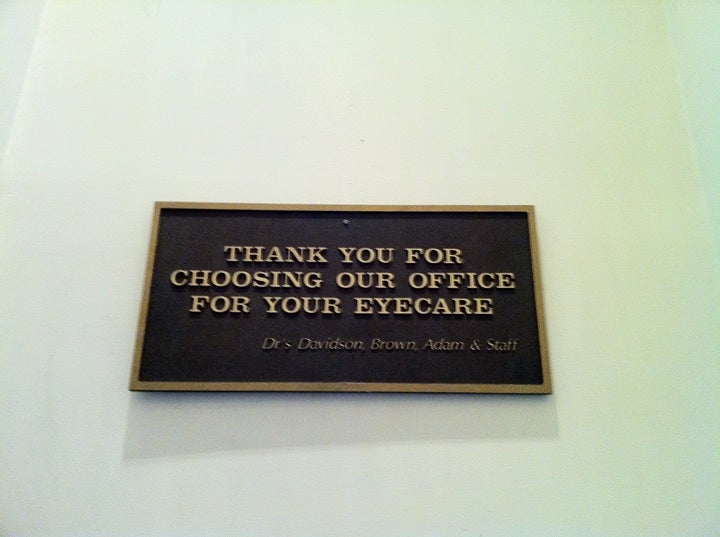 THANK YOU FOR
CHOOSING OUR OFFICE
FOR YOUR EYECARE
Dr's Davidson, Brown, Adam & Staff